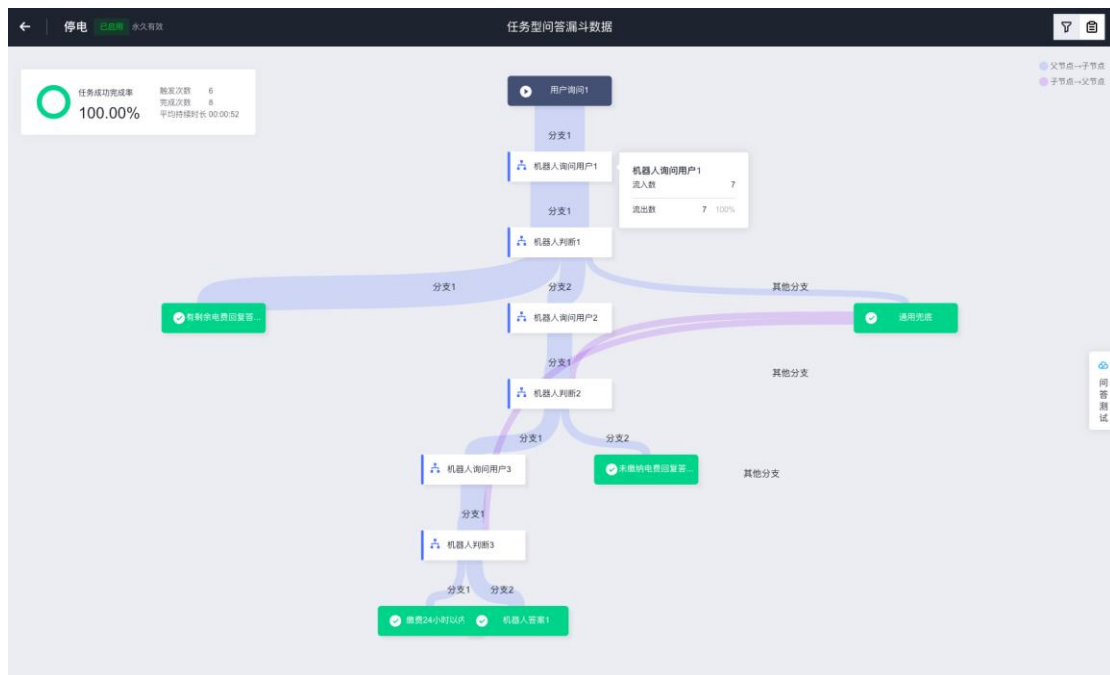 停电 已启用 永久有效
任务型问答漏斗数据
父节点→子节点
子节点→父节点
任务成功完成率
100.00%
触发次数 6
完成次数 8
平均持续时长 00:00:52
用户询问1
分支1
机器人询问用户1
机器人询问用户1
流入数 7
流出数 7 100%
分支1
机器人判断1
分支1
分支2
其他分支
有剩余电费回复答...
机器人询问用户2
通用兜底
分支1
其他分支
机器人判断2
问答测试
分支1
分支2
机器人询问用户3
未缴纳电费回复答...
其他分支
分支1
机器人判断3
分支1
分支2
缴费24小时以内
机器人答案1